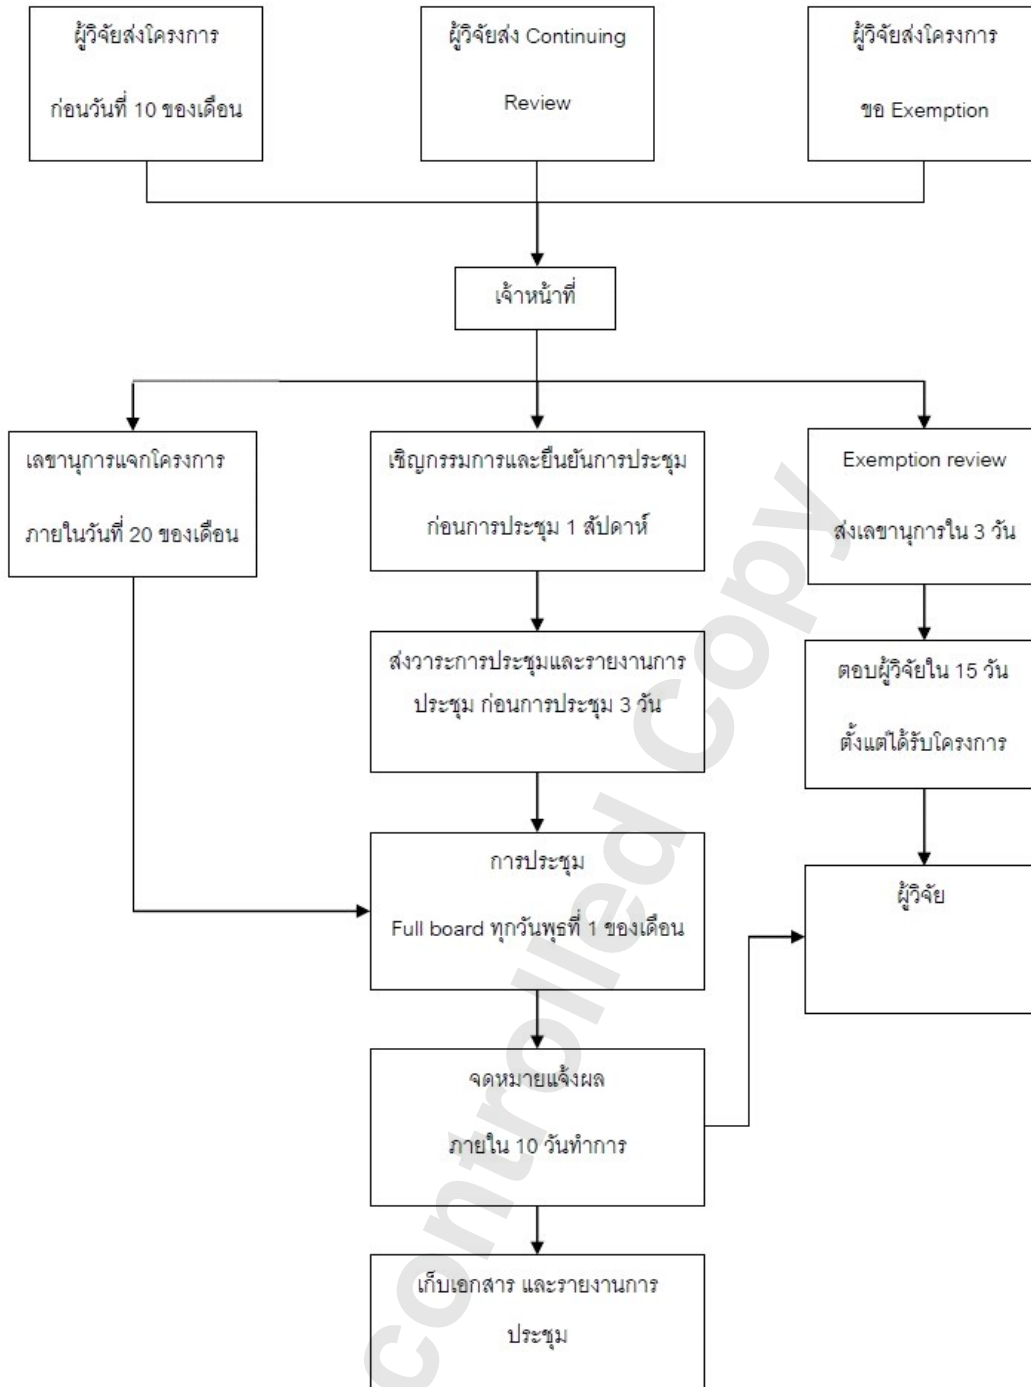 ผู้วิจัยส่งโครงการ
ก่อนวันที่ 10 ของเดือน
ผู้วิจัยส่ง Continuing
Review
ผู้วิจัยส่งโครงการ
ขอ Exemption
เจ้าหน้าที่
เลขานุการแจกโครงการ
ภายในวันที่ 20 ของเดือน
เชิญกรรมการและยืนยันการประชุม
ก่อนการประชุม 1 สัปดาห์
Exemption review
ส่งเลขานุการใน 3 วัน
ส่งวาระการประชุมและรายงานการ
ประชุม ก่อนการประชุม 3 วัน
ตอบผู้วิจัยใน 15 วัน
ตั้งแต่ได้รับโครงการ
การประชุม
Full board ทุกวันพุธที่ 1 ของเดือน
ผู้วิจัย
จดหมายแจ้งผล
ภายใน 10 วันทำการ
เก็บเอกสาร และรายงานการ
ประชุม
controlled Copy